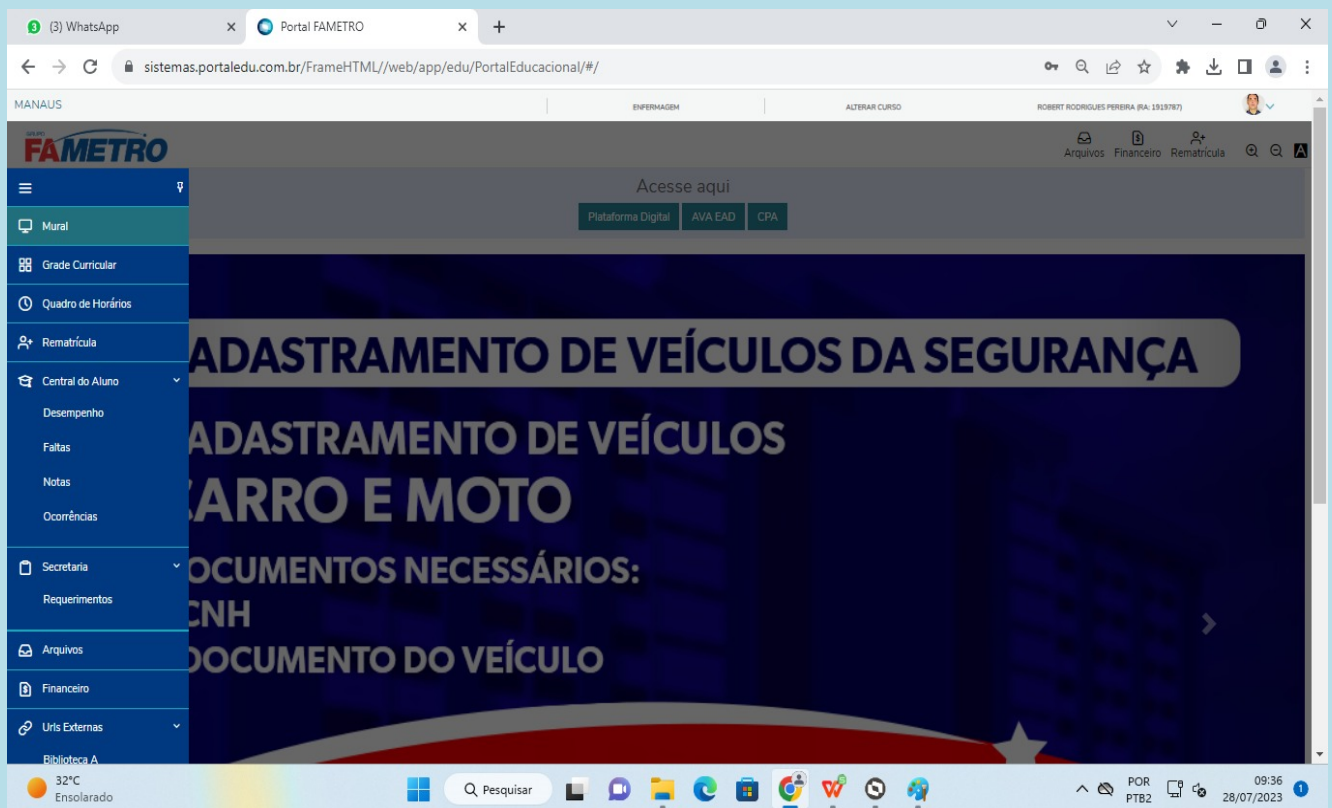 3 (3) WhatsApp
Portal FAMETRO
sistemas.portaledu.com.br/FrameHTML//web/app/edu/PortalEducacional/#/
MANAUS
ENFERMAGEM
ALTERAR CURSO
ROBERT RODRIGUES PEREIRA (RA: 1919787)
GRUPO
FAMETRO
Arquivos Financeiro Rematrícula A
Acesse aqui
Plataforma Digital AVA EAD CPA
Mural
Grade Curricular
Quadro de Horários
Rematrícula
Central do Aluno
Desempenho
Faltas
Notas
Ocorrências
Secretaria
Requerimentos
Arquivos
Financeiro
Urls Externas
Biblioteca A
ADASTRAMENTO DE VEÍCULOS DA SEGURANÇA
ADASTRAMENTO DE VEÍCULOS
ARRO E MOTO
OCUMENTOS NECESSÁRIOS:
CNH
DOCUMENTO DO VEÍCULO
32°C
Ensolarado
Pesquisar
POR
PTB2
09:36
28/07/2023
1